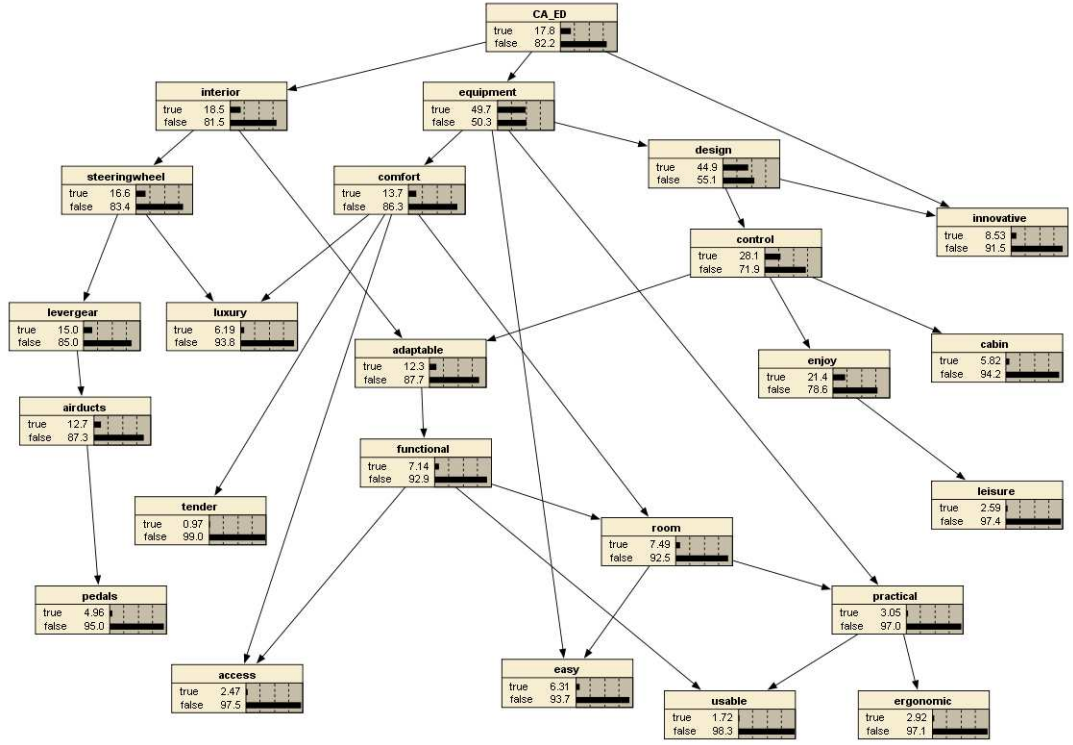 CA_ED
true 17.8
false 82.2
interior
true 18.5
false 81.5
equipment
true 49.7
false 50.3
design
true 44.9
false 55.1
steeringwheel
true 16.6
false 83.4
comfort
true 13.7
false 86.3
innovative
true 8.53
false 91.5
control
true 28.1
false 71.9
levergear
true 15.0
false 85.0
luxury
true 6.19
false 93.8
adaptable
true 12.3
false 87.7
enjoy
true 21.4
false 78.6
cabin
true 5.82
false 94.2
airducts
true 12.7
false 87.3
functional
true 7.14
false 92.9
tender
true 0.97
false 99.0
leisure
true 2.59
false 97.4
room
true 7.49
false 92.5
pedals
true 4.96
false 95.0
practical
true 3.05
false 97.0
access
true 2.47
false 97.5
easy
true 6.31
false 93.7
usable
true 1.72
false 98.3
ergonomic
true 2.92
false 97.1